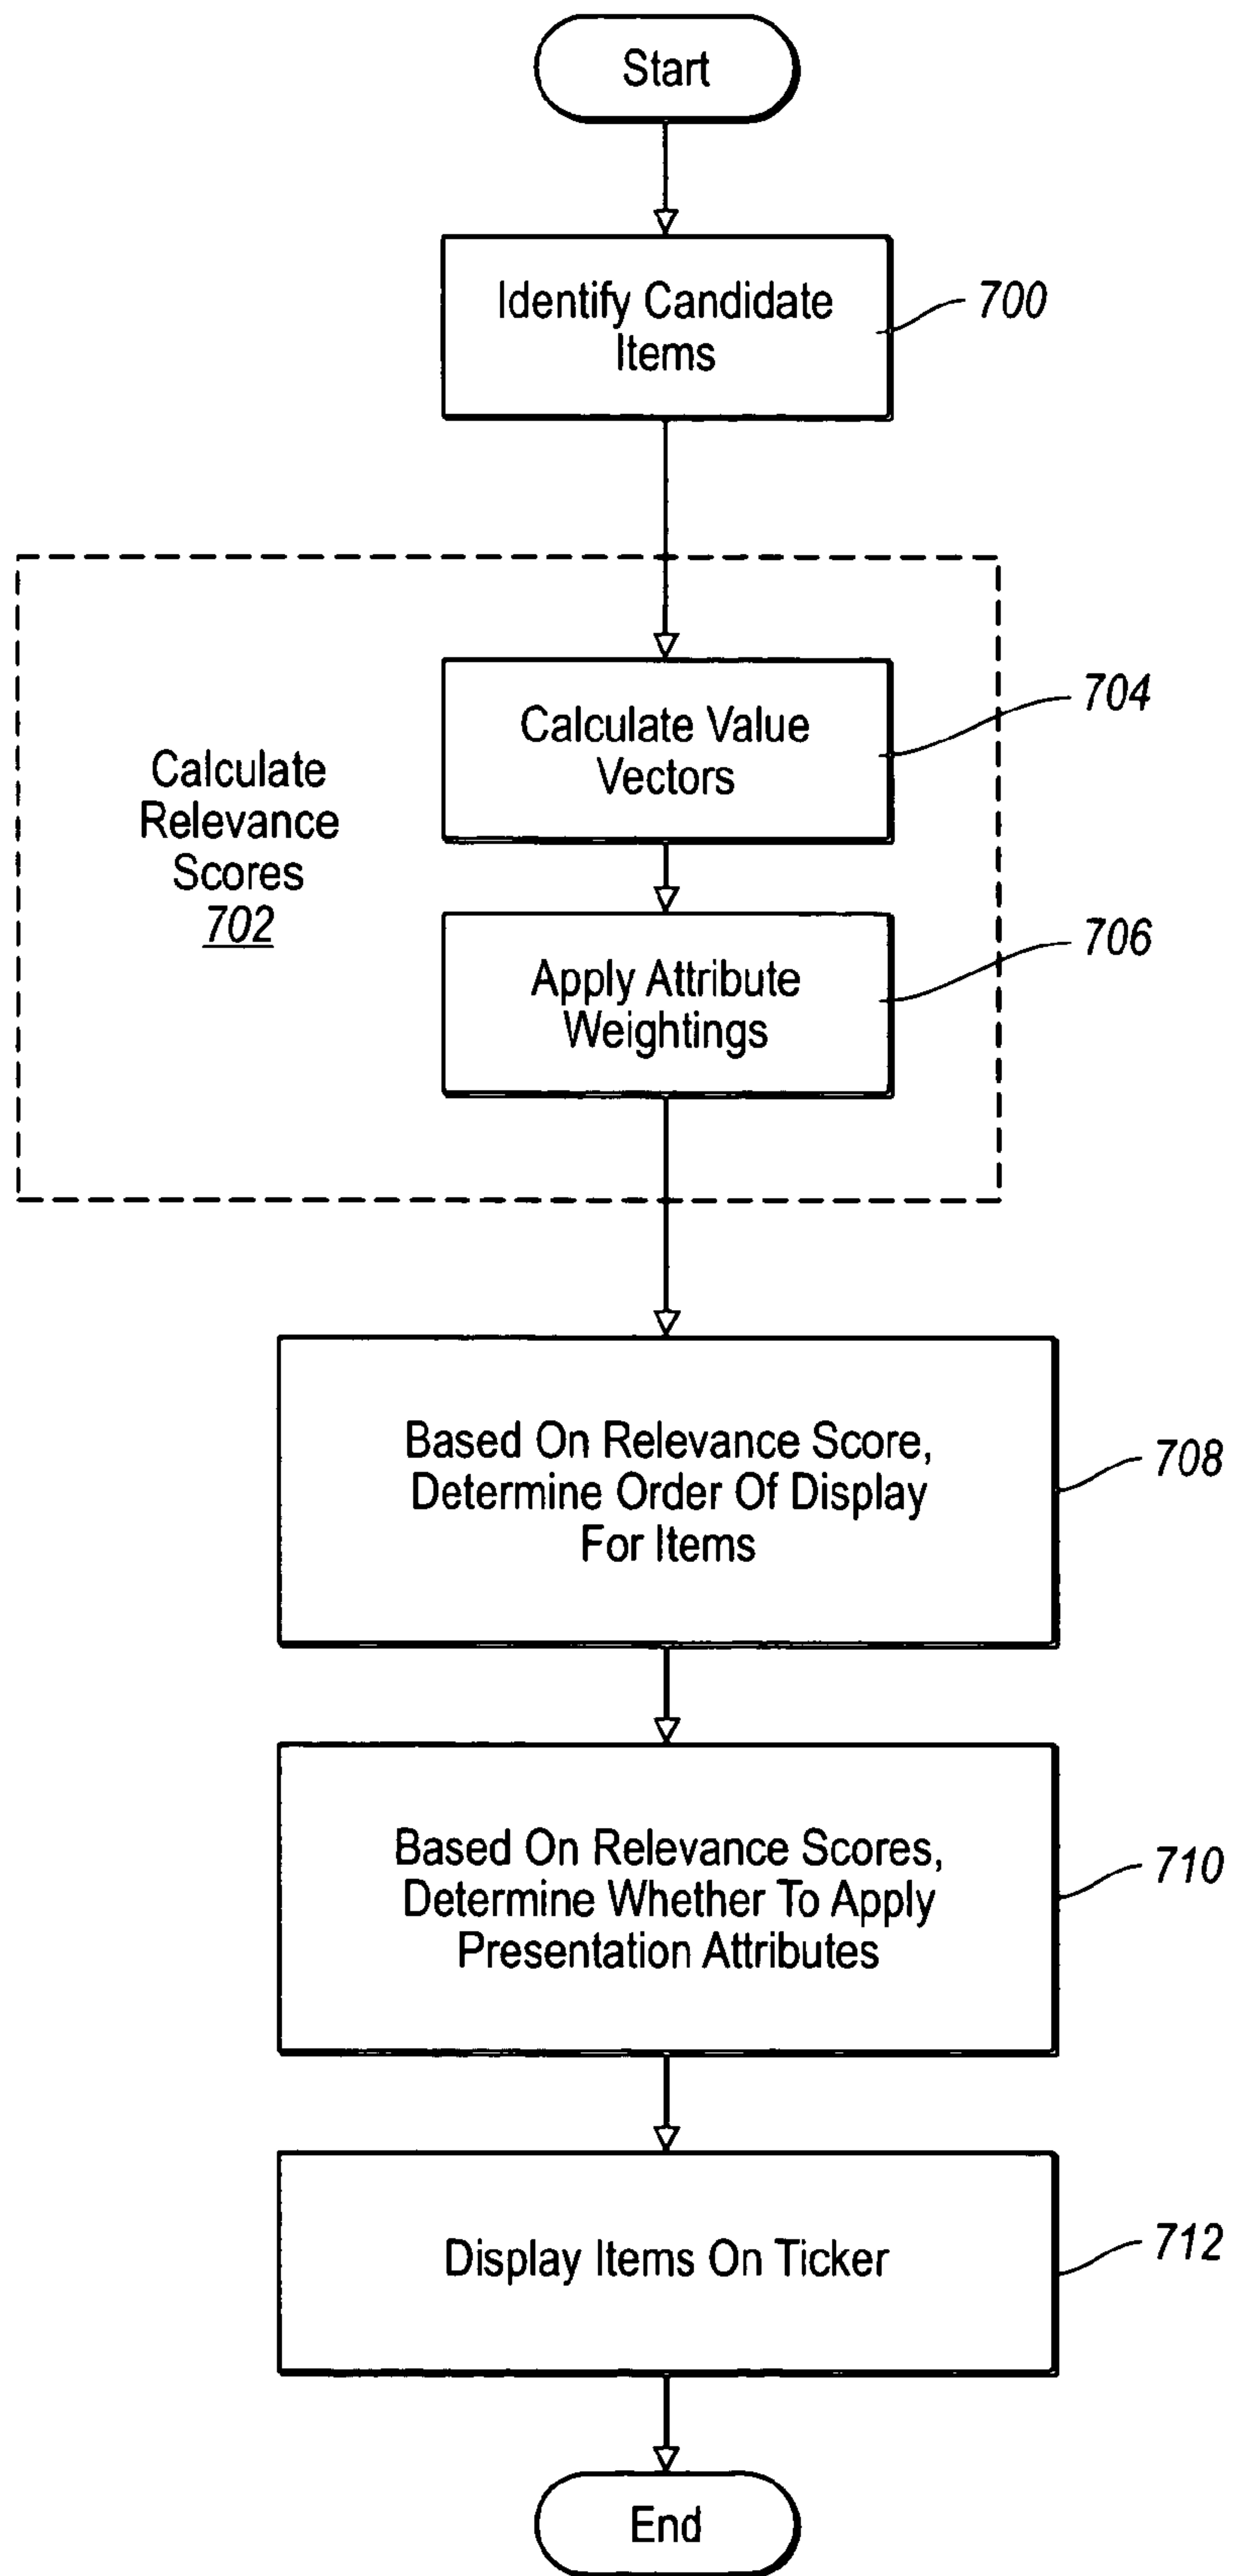 Start
Identify Candidate
Items
700
Calculate
Relevance
Scores
702
Calculate Value
Vectors
704
Apply Attribute
Weightings
706
Based On Relevance Score,
Determine Order Of Display
For Items
708
Based On Relevance Scores,
Determine Whether To Apply
Presentation Attributes
710
Display Items On Ticker
712
End